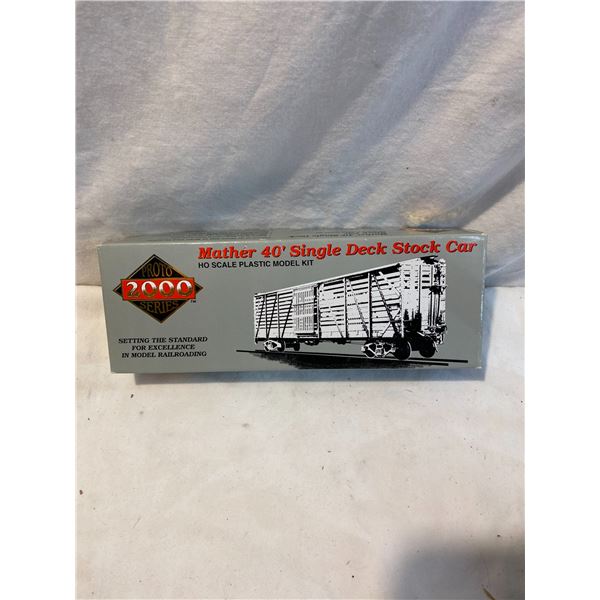 Mather 40' Single Deck Stock Car
HO SCALE PLASTIC MODEL KIT
PROTO
2000
SERIES
™
SETTING THE STANDARD
FOR EXCELLENCE
IN MODEL RAILROADING